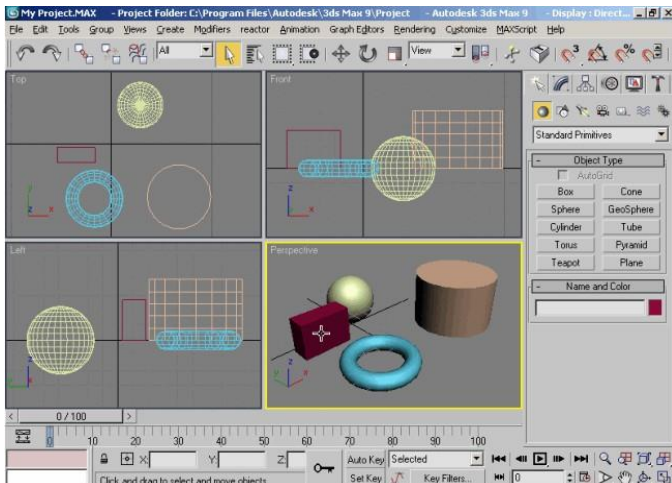 My Project.MAX - Project Folder: C:\Program Files\Autodesk\3ds Max 9\Project - Autodesk 3ds Max 9 - Display : Direct...
File Edit Tools Group Views Create Modifiers reactor Animation Graph Editors Rendering Customize MAXScript Help
All View
Top
Front
Left
Perspective
y
x
z
x
z
y
z
y x
Standard Primitives
- Object Type
AutoGrid
Box Cone
Sphere GeoSphere
Cylinder Tube
Torus Pyramid
Teapot Plane
- Name and Color
< 0 / 100 >
0 10 20 30 40 50 60 70 80 90 100
X: Y: Z: Auto Key Selected
Click and drag to select and move objects Set Key Key Filters... 0